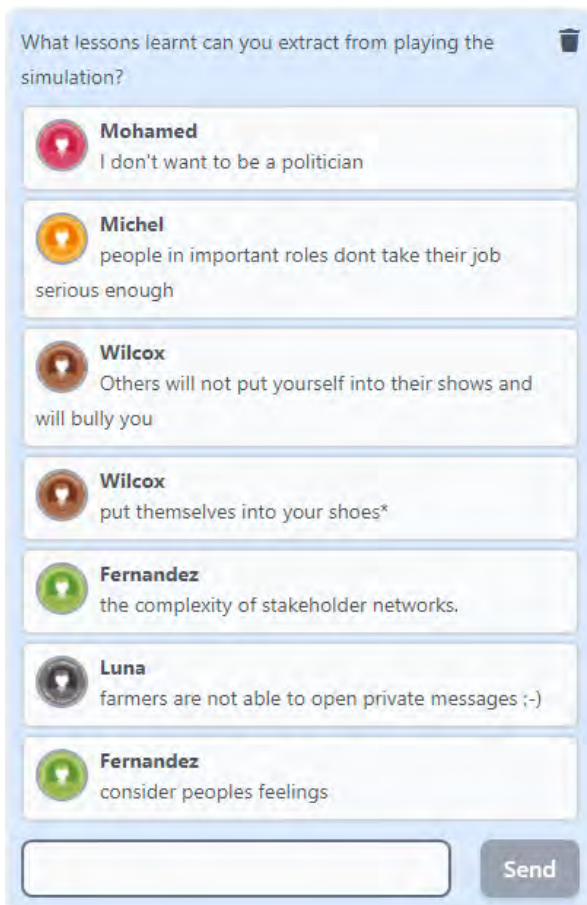 What lessons learnt can you extract from playing the
simulation?
Mohamed
I don't want to be a politician
Michel
people in important roles dont take their job
serious enough
Wilcox
Others will not put yourself into their shows and
will bully you
Wilcox
put themselves into your shoes*
Fernandez
the complexity of stakeholder networks.
Luna
farmers are not able to open private messages ;-)
Fernandez
consider peoples feelings
Send